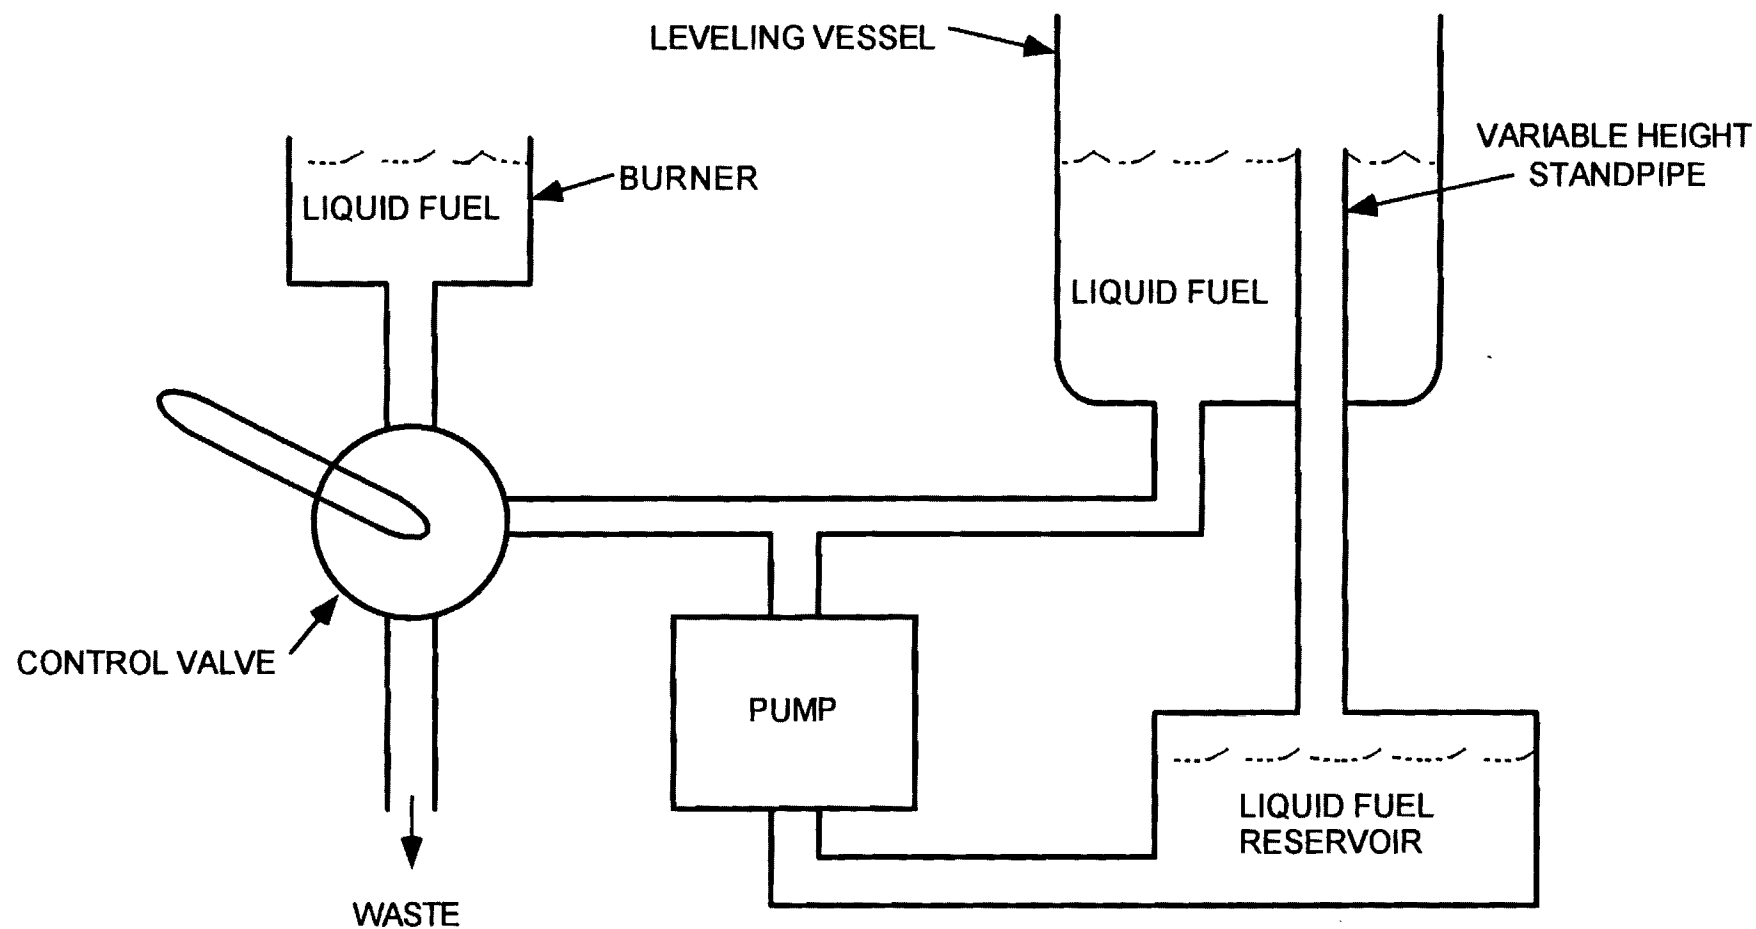 LEVELING VESSEL
VARIABLE HEIGHT
STANDPIPE
BURNER
LIQUID FUEL
LIQUID FUEL
CONTROL VALVE
PUMP
LIQUID FUEL
RESERVOIR
WASTE